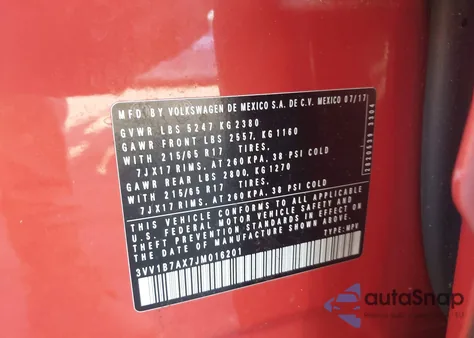 MFD BY VOLKSWAGEN DE MEXICO S.A. DE C.V. MEXICO 07/17
GVWR LBS 5247 KG 2380
GAWR FRONT LBS 2557, KG 1160
WITH 215/65 R17 TIRES,
7JX17 RIMS, AT 260 KPA, 38 PSI COLD
GAWR REAR LBS 2800, KG 1270
WITH 215/65 R17 TIRES,
7JX17 RIMS, AT 260 KPA, 38 PSI COLD
THIS VEHICLE CONFORMS TO ALL APPLICABLE
U.S. FEDERAL MOTOR VEHICLE SAFETY AND
THEFT PREVENTION STANDARDS IN EFFECT ON
THE DATE OF MANUFACTURE SHOWN ABOVE.
3VV1B7AX7JM016201 TYPE: MPV
autaSnap